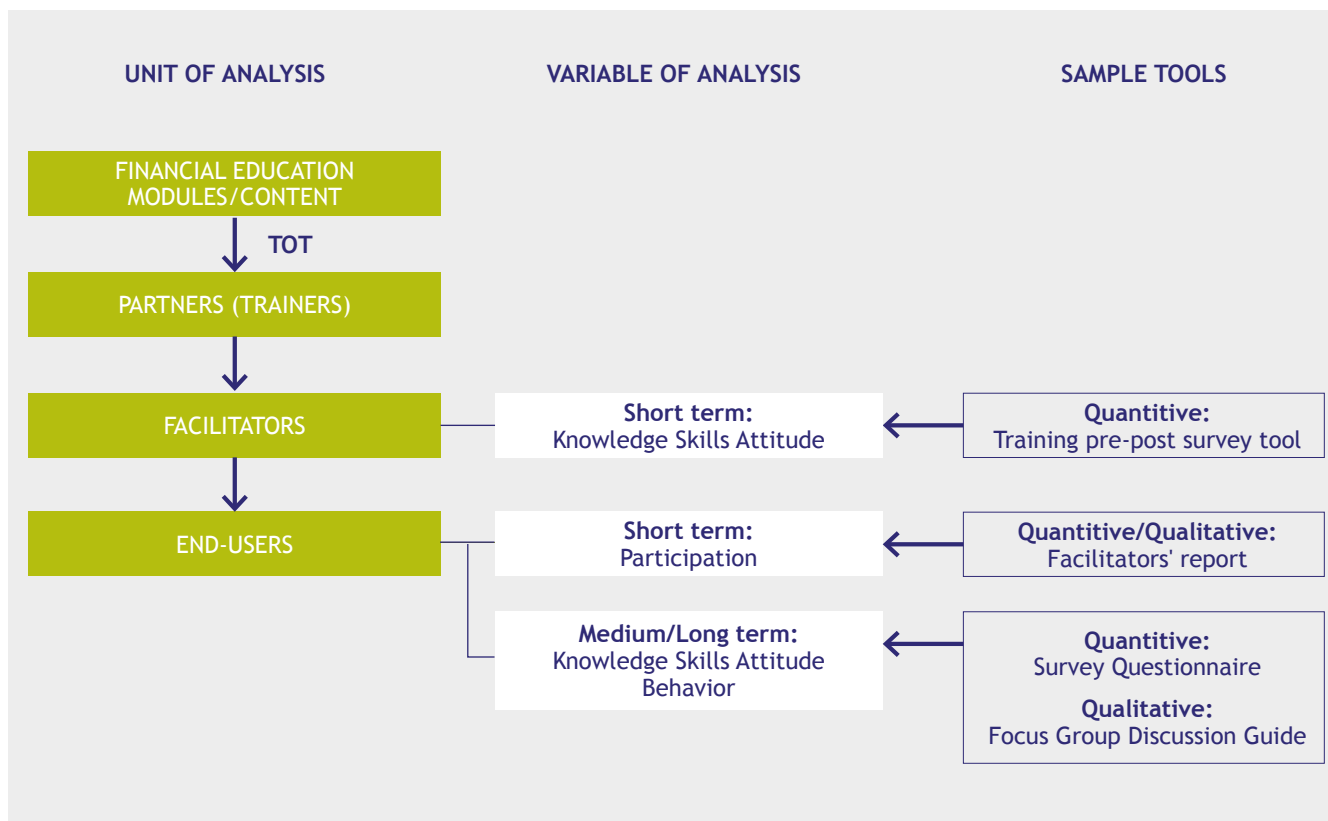 UNIT OF ANALYSIS
VARIABLE OF ANALYSIS
SAMPLE TOOLS
FINANCIAL EDUCATION
MODULES/CONTENT
TOT
PARTNERS (TRAINERS)
FACILITATORS
Short term:
Knowledge Skills Attitude
Quantitive:
Training pre-post survey tool
END-USERS
Short term:
Participation
Quantitive/Qualitative:
Facilitators' report
Medium/Long term:
Knowledge Skills Attitude
Behavior
Quantitive:
Survey Questionnaire
Qualitative:
Focus Group Discussion Guide